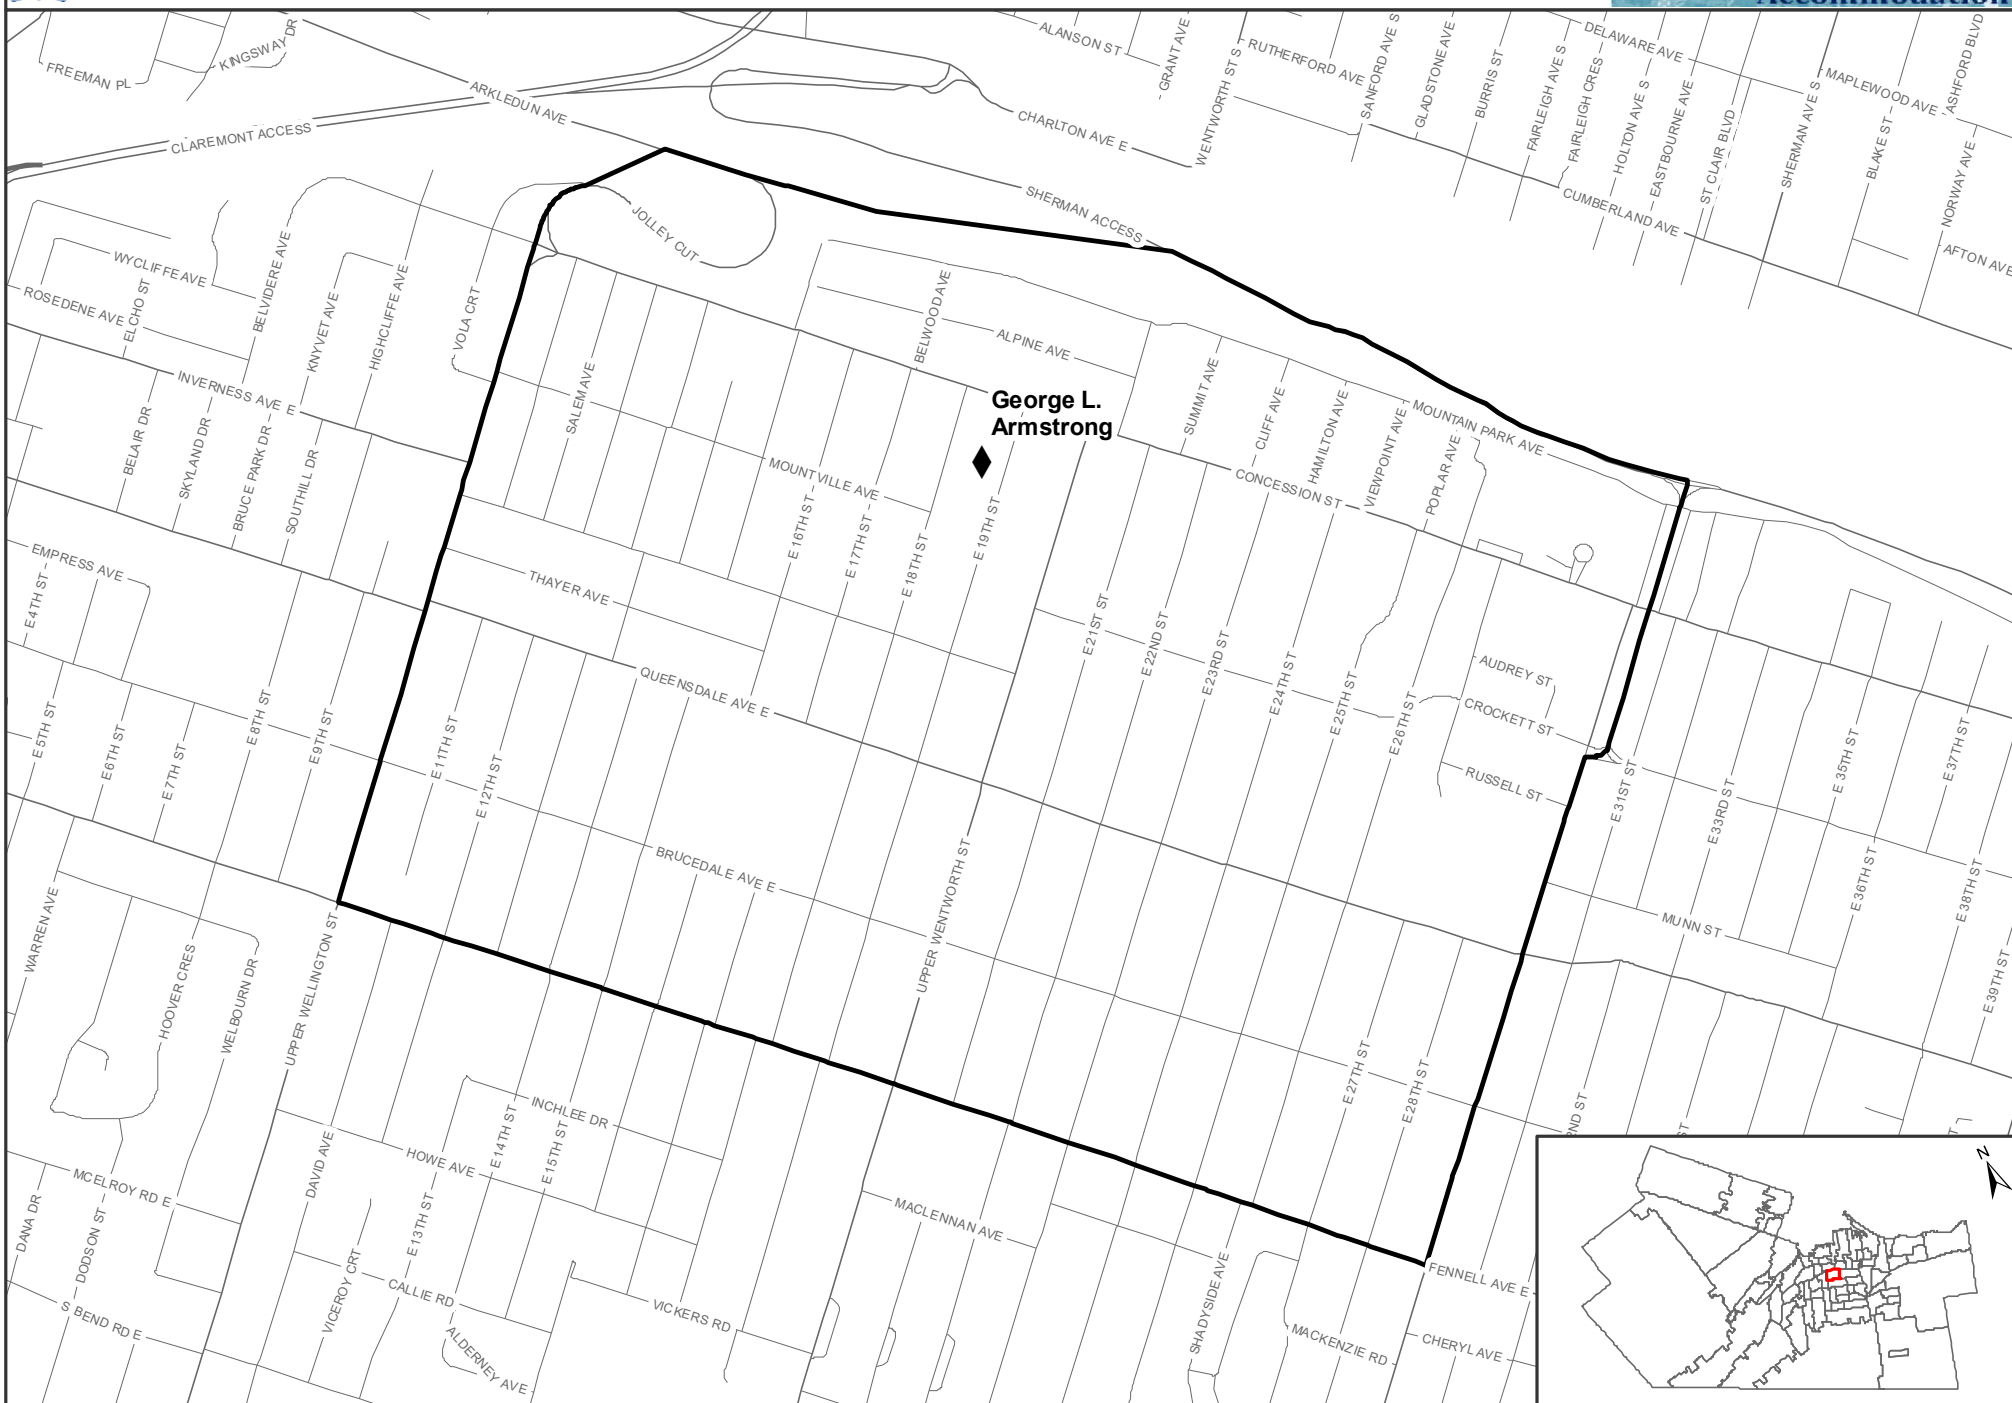 Accommodation
FREEMAN PL
KINGSWAY DR
CLAREMONT ACCESS
ARKLEDUN AVE
ALANSON ST
GRANT AVE
WENTWORTH ST S
RUTHERFORD AVE
SANFORD AVE S
GLADSTONE AVE
BURRIS ST
FAIRLEIGH AVE S
FAIRLEIGH CRES
DELAWARE AVE
HOLTON AVE S
EASTBOURNE AVE
ST CLAIR BLVD
SHERMAN AVE S
MAPLEWOOD AVE
BLAKE ST
ASHFORD BLVD
NORWAY AVE
AFTON AVE
CUMBERLAND AVE
CHARLTON AVE E
SHERMAN ACCESS
JOLLEY CUT
WYCLIFFE AVE
ROSEDENE AVE
ELCHO ST
BELVIDERE AVE
KNYVET AVE
HIGHCLIFFE AVE
VOLA CRT
INVERNESS AVE E
BELAIR DR
SKYLAND DR
BRUCE PARK DR
SOUTHILL DR
SALEM AVE
BELWOOD AVE
ALPINE AVE
George L.
Armstrong
SUMMIT AVE
CLIFF AVE
HAMILTON AVE
VIEWPOINT AVE
POPLAR AVE
MOUNTAIN PARK AVE
CONCESSION ST
MOUNTVILLE AVE
E 16TH ST
E 17TH ST
E 18TH ST
E 19TH ST
EMPRESS AVE
E 4TH ST
THAYER AVE
E 21ST ST
E 22ND ST
E 23RD ST
E 24TH ST
E 25TH ST
E 26TH ST
AUDREY ST
CROCKETT ST
RUSSELL ST
QUEENSDALE AVE E
E 5TH ST
E 6TH ST
E 7TH ST
E 8TH ST
E 9TH ST
E 11TH ST
E 12TH ST
E 31ST ST
E 33RD ST
E 35TH ST
E 36TH ST
E 37TH ST
E 38TH ST
E 39TH ST
MUNN ST
BRUCEDALE AVE E
UPPER WENTWORTH ST
WARREN AVE
HOOVER CRES
WELBOURN DR
UPPER WELLINGTON ST
E 27TH ST
E 28TH ST
ND ST
ST
T
INCHLEE DR
E 14TH ST
E 15TH ST
HOWE AVE
DAVID AVE
E 13TH ST
MCELROY RD E
DANA DR
DODSON ST
S BEND RD E
VICEROY CRT
CALLIE RD
ALDERNEY AVE
VICKERS RD
MACLENNAN AVE
SHADYSIDE AVE
MACKENZIE RD
FENNELL AVE E
CHERYL AVE
N